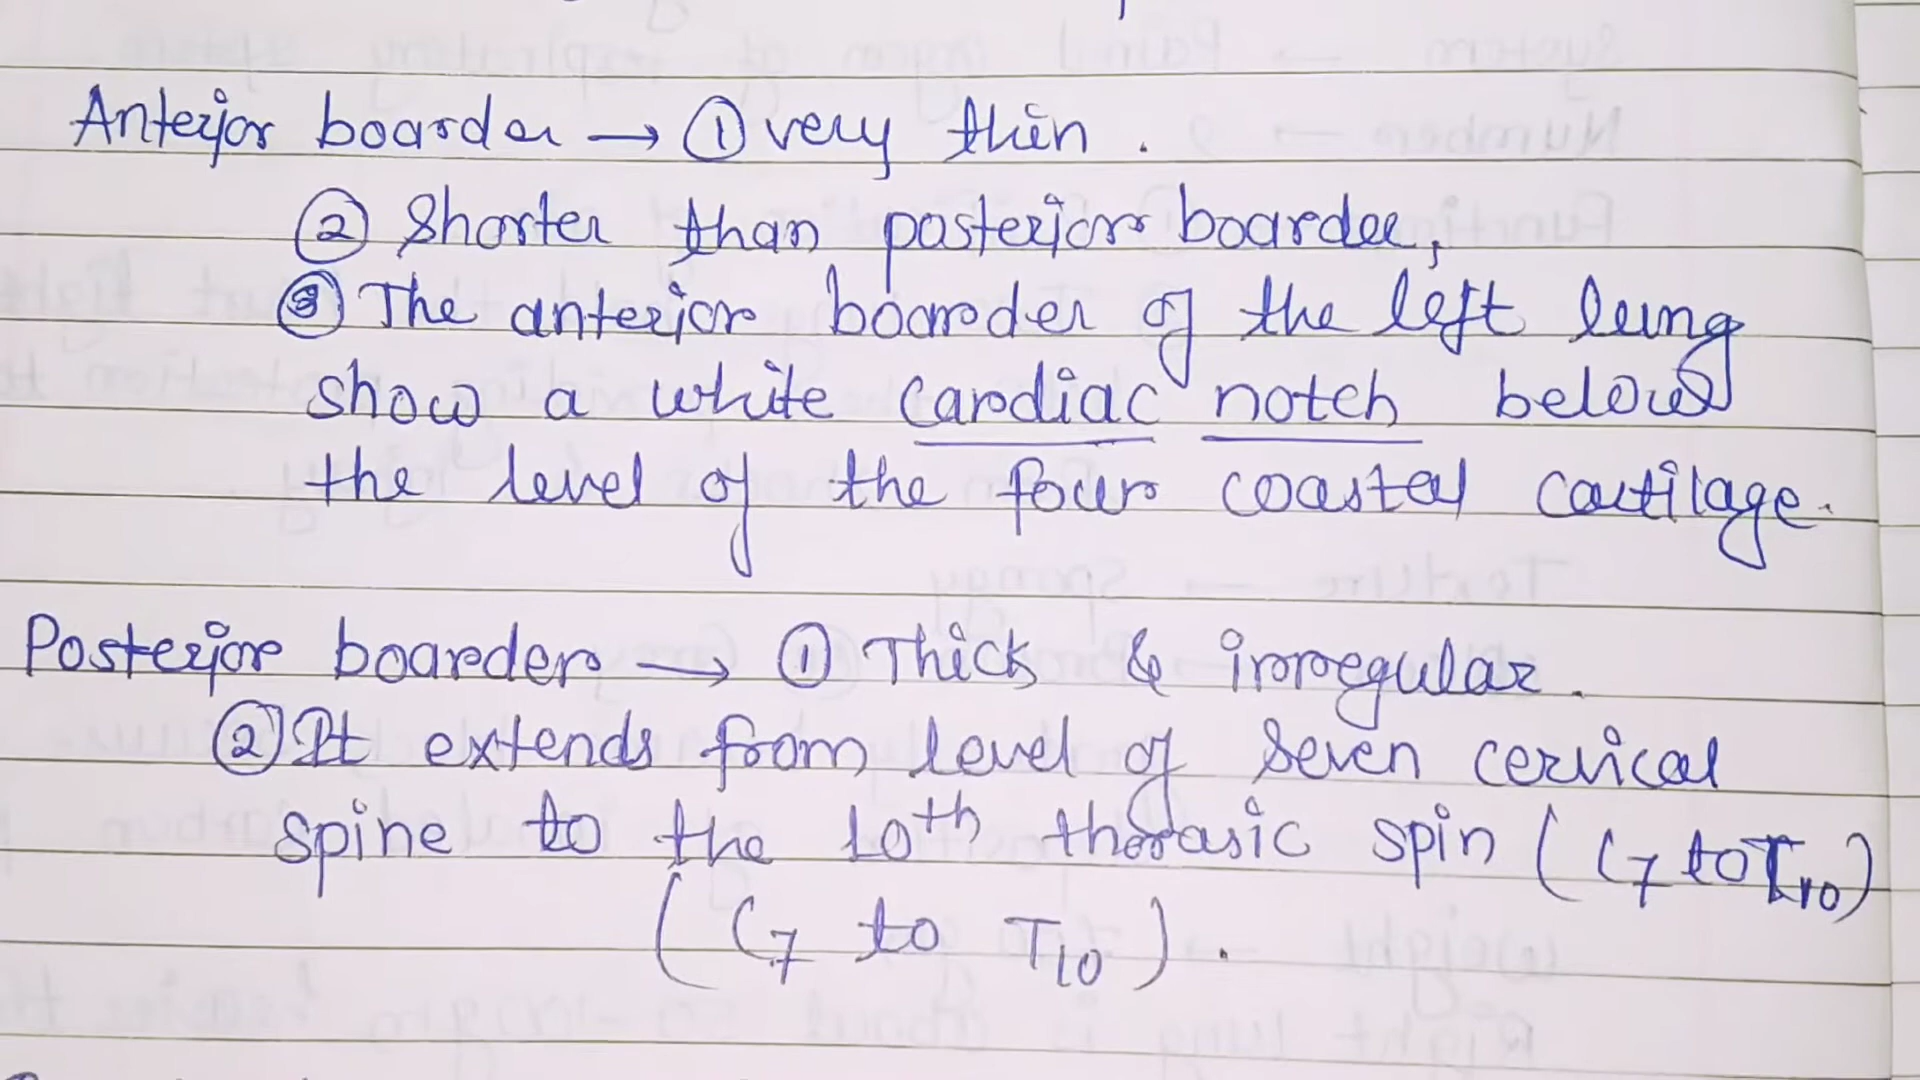 Anterior boarder → ① very thin.
② Shorter than posterior boarder,
③ The anterior boarder of the left lung
show a white cardiac notch below
the level of the four coastal cartilage.
Posterior boarder → ① Thick & irregular.
② It extends from level of seven cervical
spine to the 10th thorasic spin (C7 to T10)
(C7 to T10).